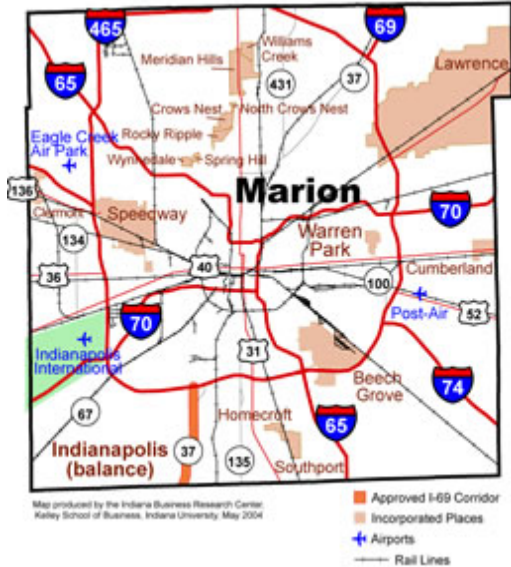 465
69
65
Williams
Creek
Meridian Hills
37
431
Lawrence
Crows Nest
North Crows Nest
Rocky Ripple
Eagle Creek
Air Park
Wynnedale
Spring Hill
Marion
136
Clermont
Speedway
70
Warren
Park
134
40
Cumberland
36
100
Post-Air
52
70
Indianapolis
International
31
74
Beech
Grove
67
Homecroft
65
Indianapolis
(balance)
37
135
Southport
Map produced by the Indiana Business Research Center,
Kelley School of Business, Indiana University, May 2004
Approved I-69 Corridor
Incorporated Places
Airports
Rail Lines